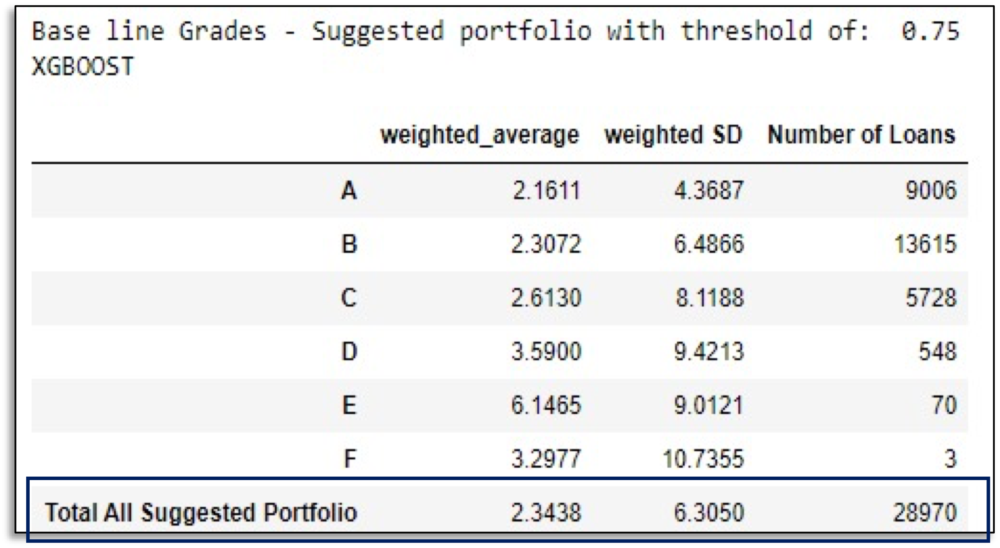 Base line Grades - Suggested portfolio with threshold of: 0.75
XGBOOST
weighted_average weighted SD Number of Loans
A 2.1611 4.3687 9006
B 2.3072 6.4866 13615
C 2.6130 8.1188 5728
D 3.5900 9.4213 548
E 6.1465 9.0121 70
F 3.2977 10.7355 3
Total All Suggested Portfolio 2.3438 6.3050 28970